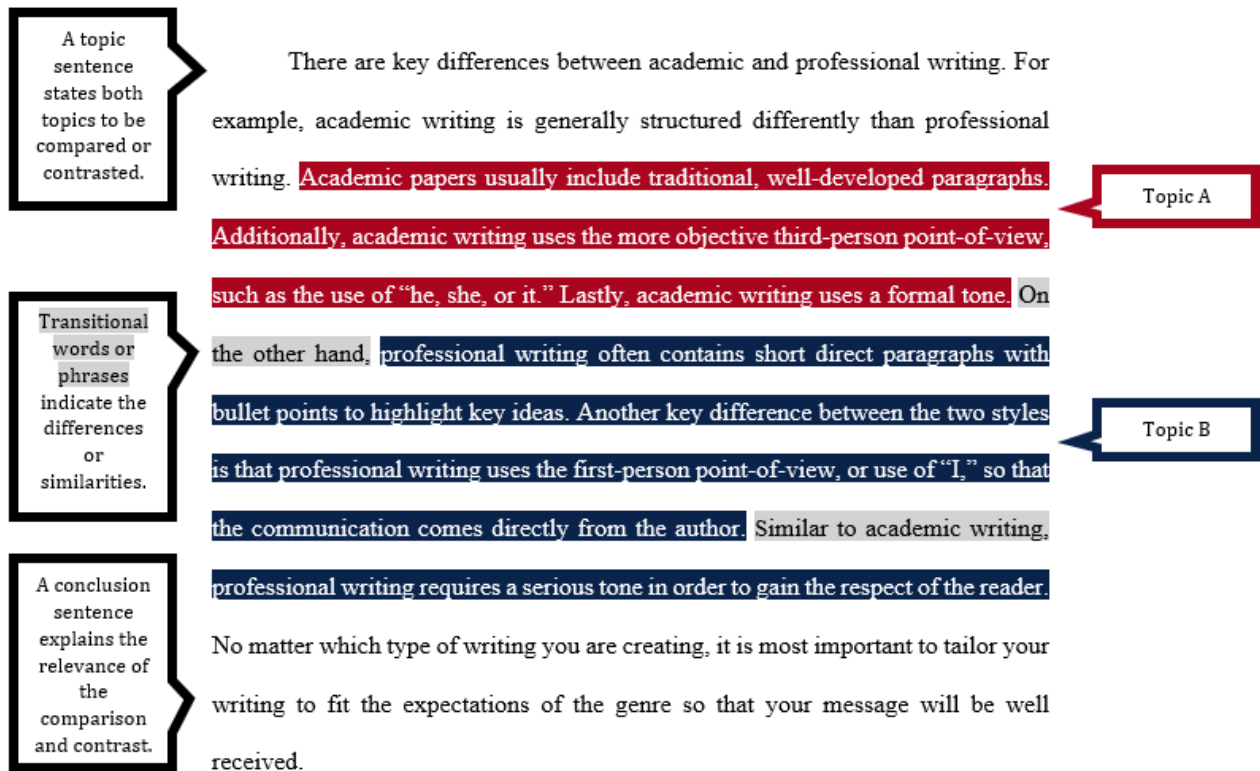 A topic
sentence
states both
topics to be
compared or
contrasted.
There are key differences between academic and professional writing. For
example, academic writing is generally structured differently than professional
writing. Academic papers usually include traditional, well-developed paragraphs.
Additionally, academic writing uses the more objective third-person point-of-view,
such as the use of “he, she, or it.” Lastly, academic writing uses a formal tone. On
the other hand, professional writing often contains short direct paragraphs with
bullet points to highlight key ideas. Another key difference between the two styles
is that professional writing uses the first-person point-of-view, or use of “I,” so that
the communication comes directly from the author. Similar to academic writing,
professional writing requires a serious tone in order to gain the respect of the reader.
No matter which type of writing you are creating, it is most important to tailor your
writing to fit the expectations of the genre so that your message will be well
received.
Topic A
Transitional
words or
phrases
indicate the
differences
or
similarities.
Topic B
A conclusion
sentence
explains the
relevance of
the
comparison
and contrast.